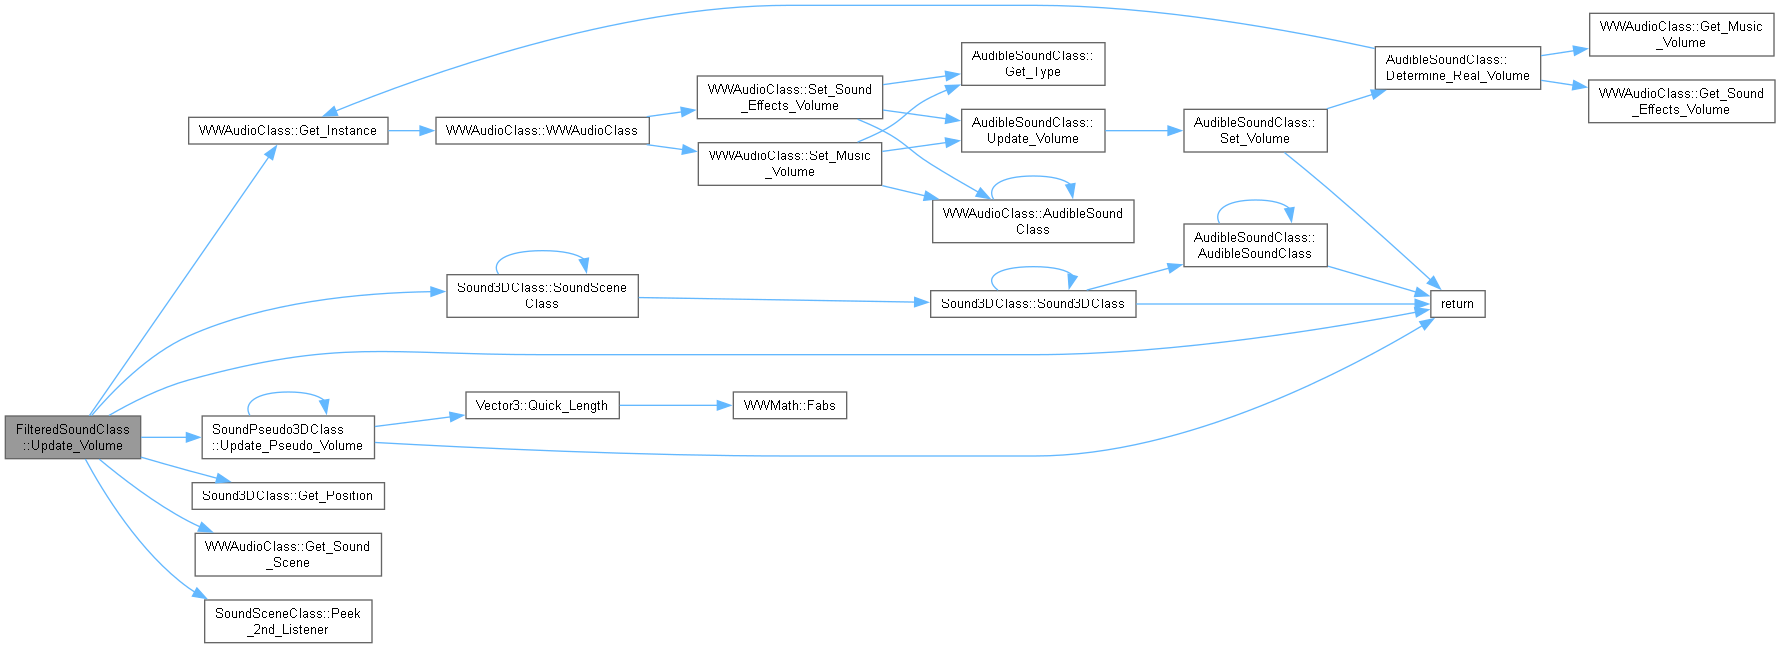 FilteredSoundClass
::Update_Volume
WWAudioClass::Get_Instance
WWAudioClass::WWAudioClass
WWAudioClass::Set_Sound
_Effects_Volume
WWAudioClass::Set_Music
_Volume
AudibleSoundClass::
Get_Type
AudibleSoundClass::
Update_Volume
WWAudioClass::AudibleSound
Class
AudibleSoundClass::
Set_Volume
AudibleSoundClass::
Determine_Real_Volume
WWAudioClass::Get_Music
_Volume
WWAudioClass::Get_Sound
_Effects_Volume
Sound3DClass::SoundScene
Class
Sound3DClass::Sound3DClass
AudibleSoundClass::
AudibleSoundClass
return
SoundPseudo3DClass
::Update_Pseudo_Volume
Vector3::Quick_Length
WWMath::Fabs
Sound3DClass::Get_Position
WWAudioClass::Get_Sound
_Scene
SoundSceneClass::Peek
_2nd_Listener